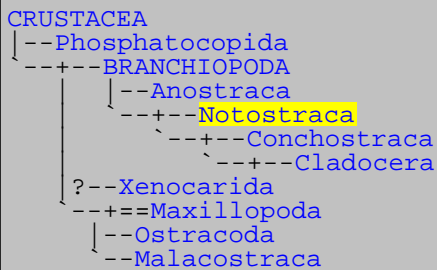 CRUSTACEA
|--Phosphatocopida
`--+--BRANCHIOPODA
   |  |--Anostraca
   |  `--+--Notostraca
   |     `--+--Conchostraca
   |        `--+--Cladocera
   |?--Xenocarida
   `--+==Maxillopoda
      |--Ostracoda
      `--Malacostraca